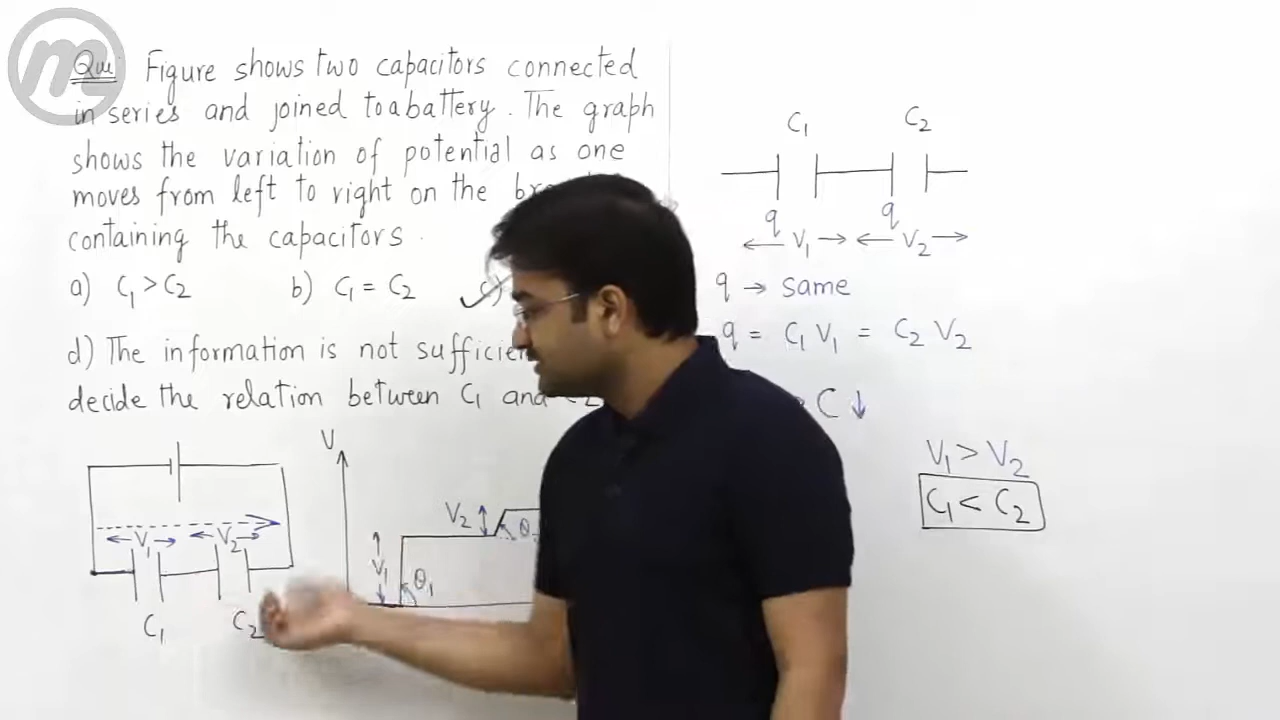 Que: Figure shows two capacitors connected
in series and joined to a battery. The graph
shows the variation of potential as one
moves from left to right on the
containing the capacitors.
a) C₁ > C₂ b) C₁ = C₂
d) The information is not
decide the relation between C₁ and C₂
V
V₁ V₂
V₂
V₁ θ₁
C₁ C₂
C₁ C₂
q q
V₁ V₂
q → same
q = C₁ V₁ = C₂ V₂
C ↓
V₁ > V₂
C₁ < C₂